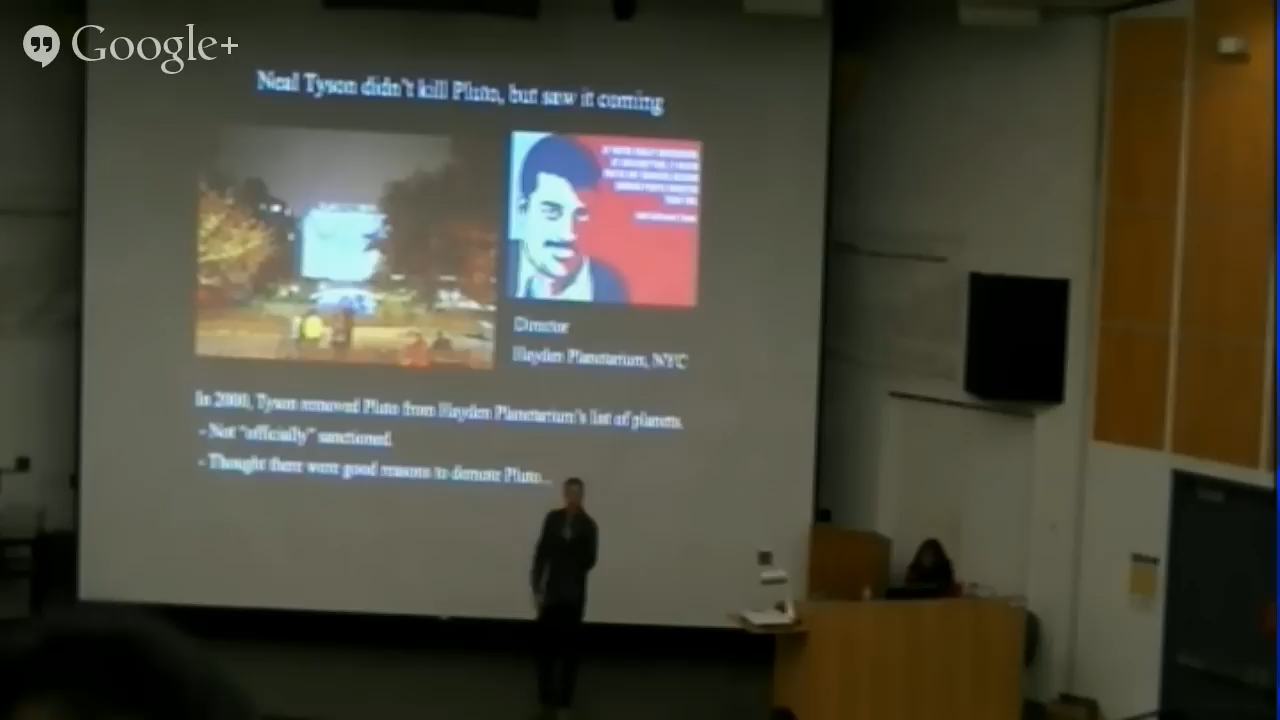 Google+
Neal Tyson didn't kill Pluto, but saw it coming
Director
Hayden Planetarium, NYC
In 2000, Tyson removed Pluto from Hayden Planetarium's list of planets.
- Not "officially" sanctioned
- Thought there were good reasons to demote Pluto...